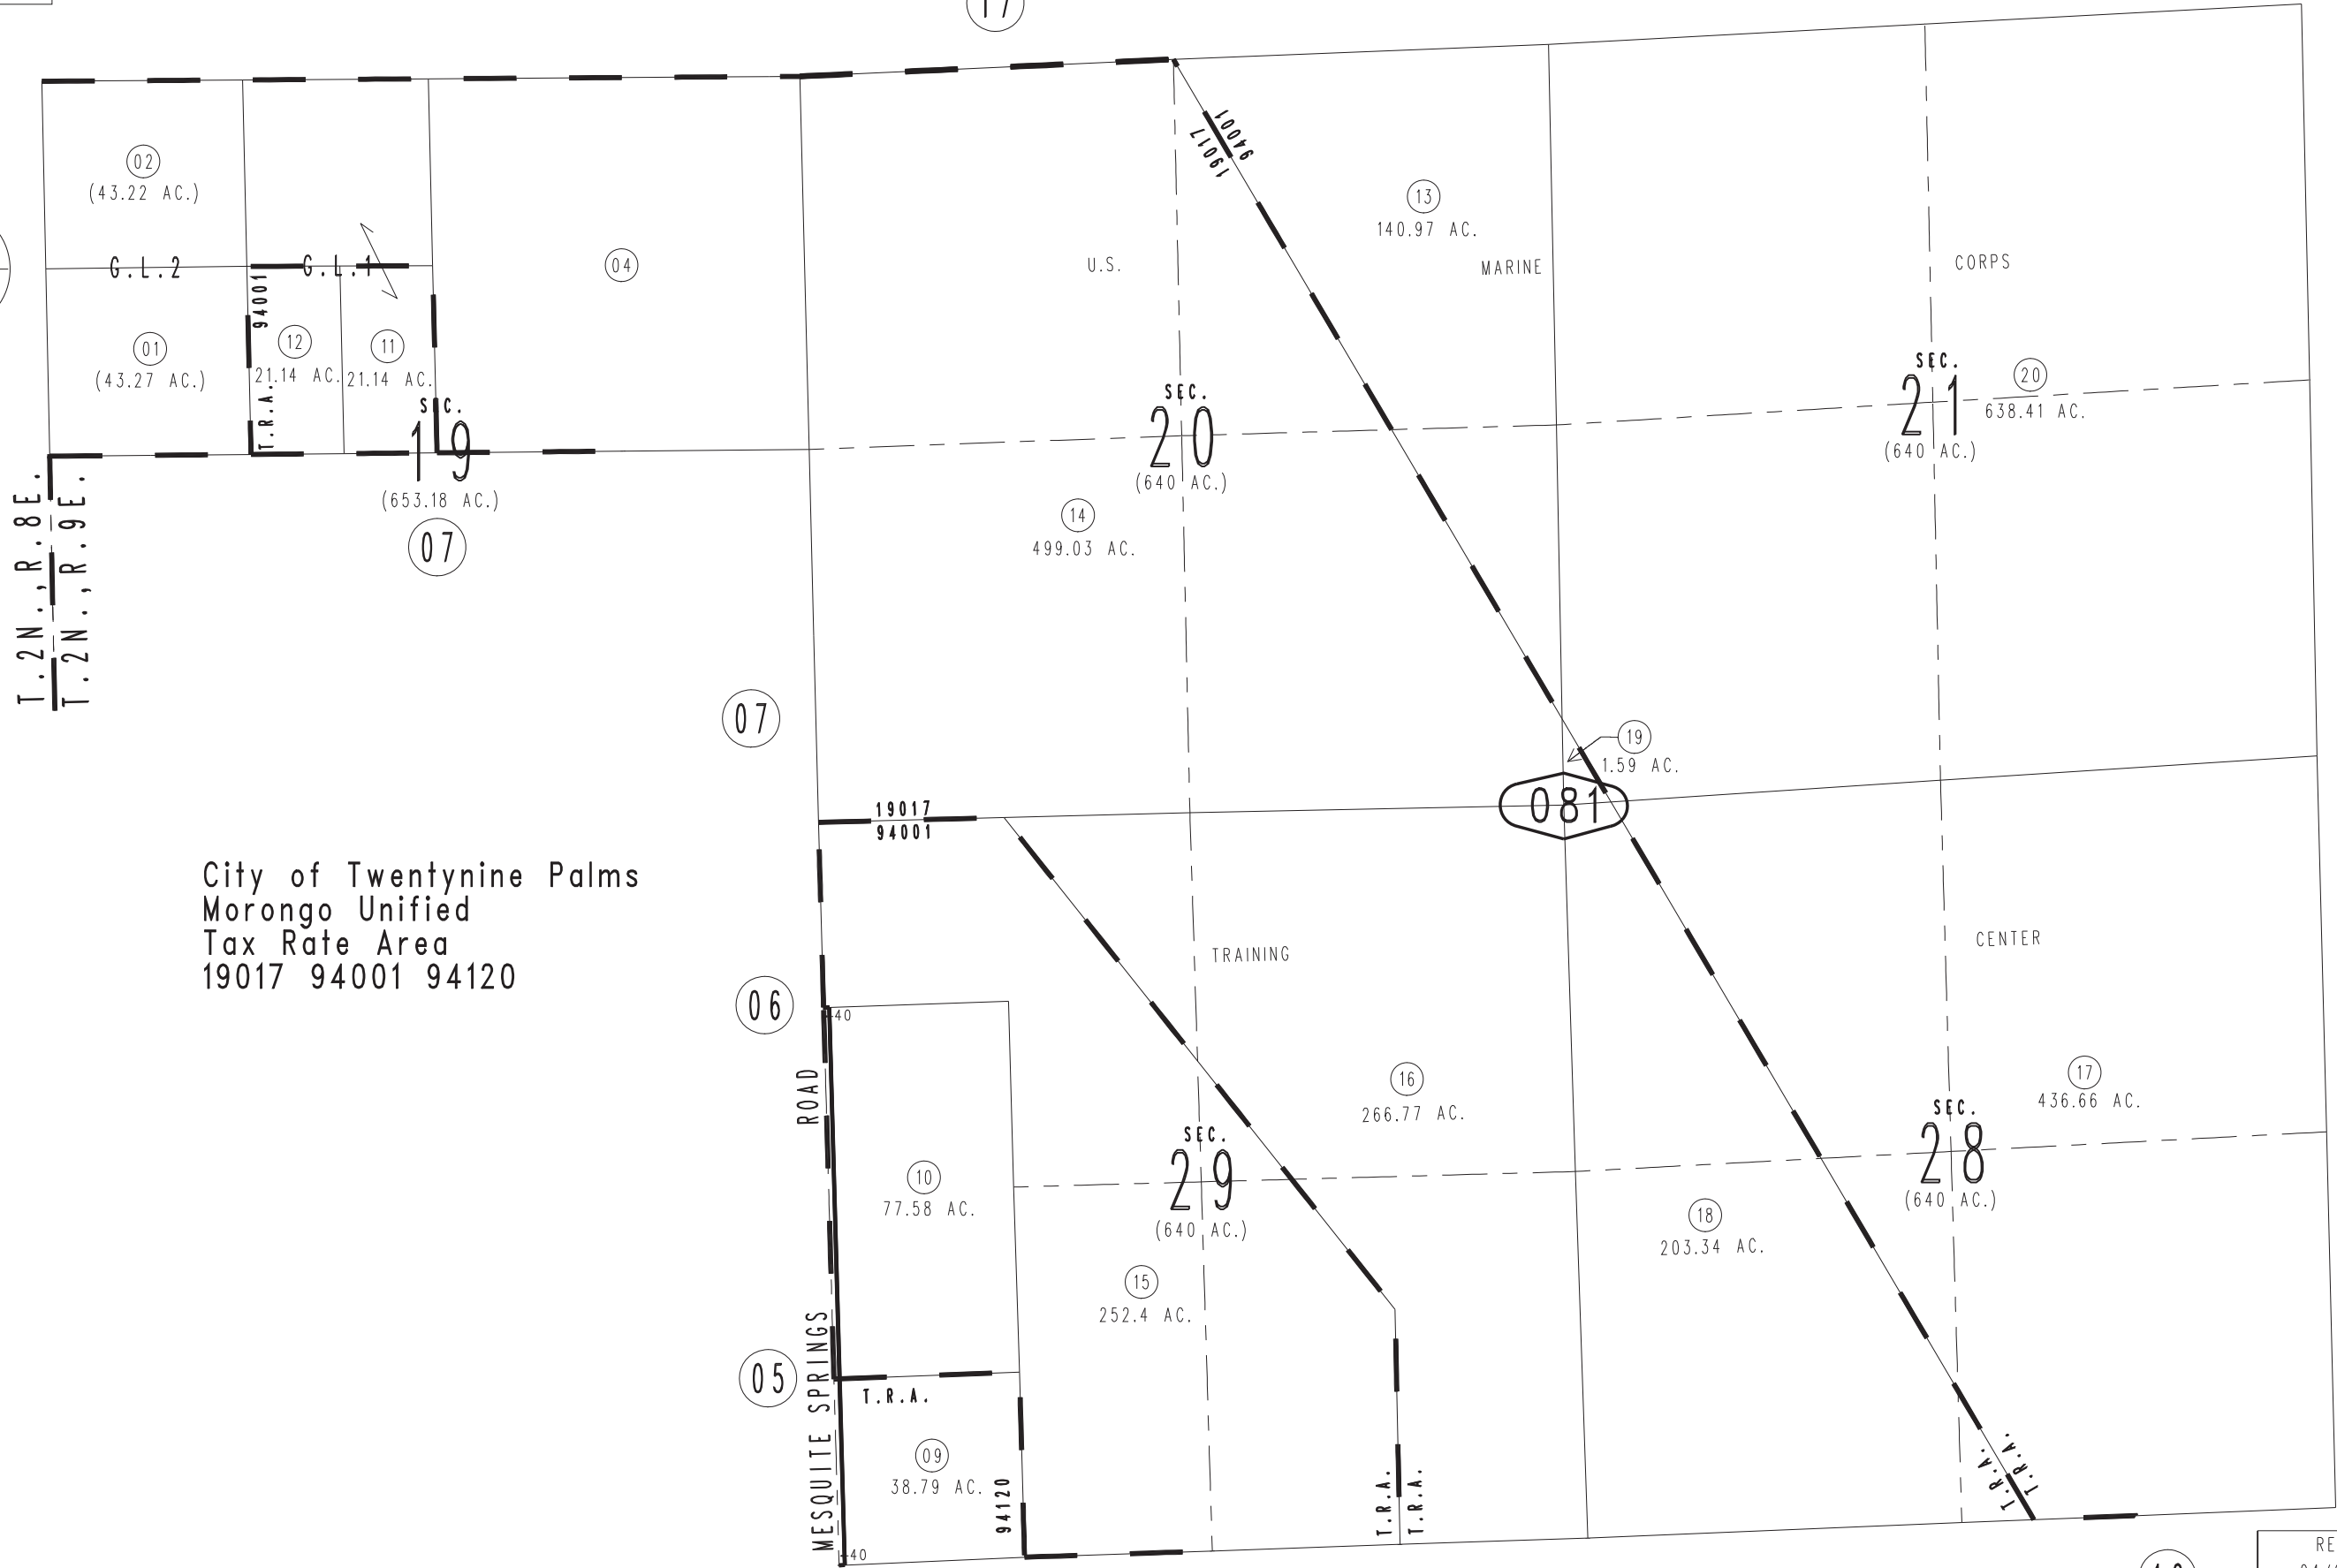 17
94001
19017
02
(43.22 AC.)
13
140.97 AC.
G.L.2
G.L.1
04
U.S.
MARINE
CORPS
94001
T.R.A.
01
(43.27 AC.)
12
21.14 AC.
11
21.14 AC.
SEC.
19
(653.18 AC.)
07
SEC.
20
(640 AC.)
SEC.
21
(640 AC.)
20
638.41 AC.
14
499.03 AC.
T.2N.,R.8E.
T.2N.,R.9E.
07
19
1.59 AC.
081
19017
94001
City of Twentynine Palms
Morongo Unified
Tax Rate Area
19017 94001 94120
TRAINING
CENTER
06
40
ROAD
MESQUITE SPRINGS
10
77.58 AC.
16
266.77 AC.
17
436.66 AC.
SEC.
29
(640 AC.)
SEC.
28
(640 AC.)
18
203.34 AC.
15
252.4 AC.
05
T.R.A.
09
38.79 AC.
94120
T.R.A.
T.R.A.
T.R.A.
T.R.A.
40
RE